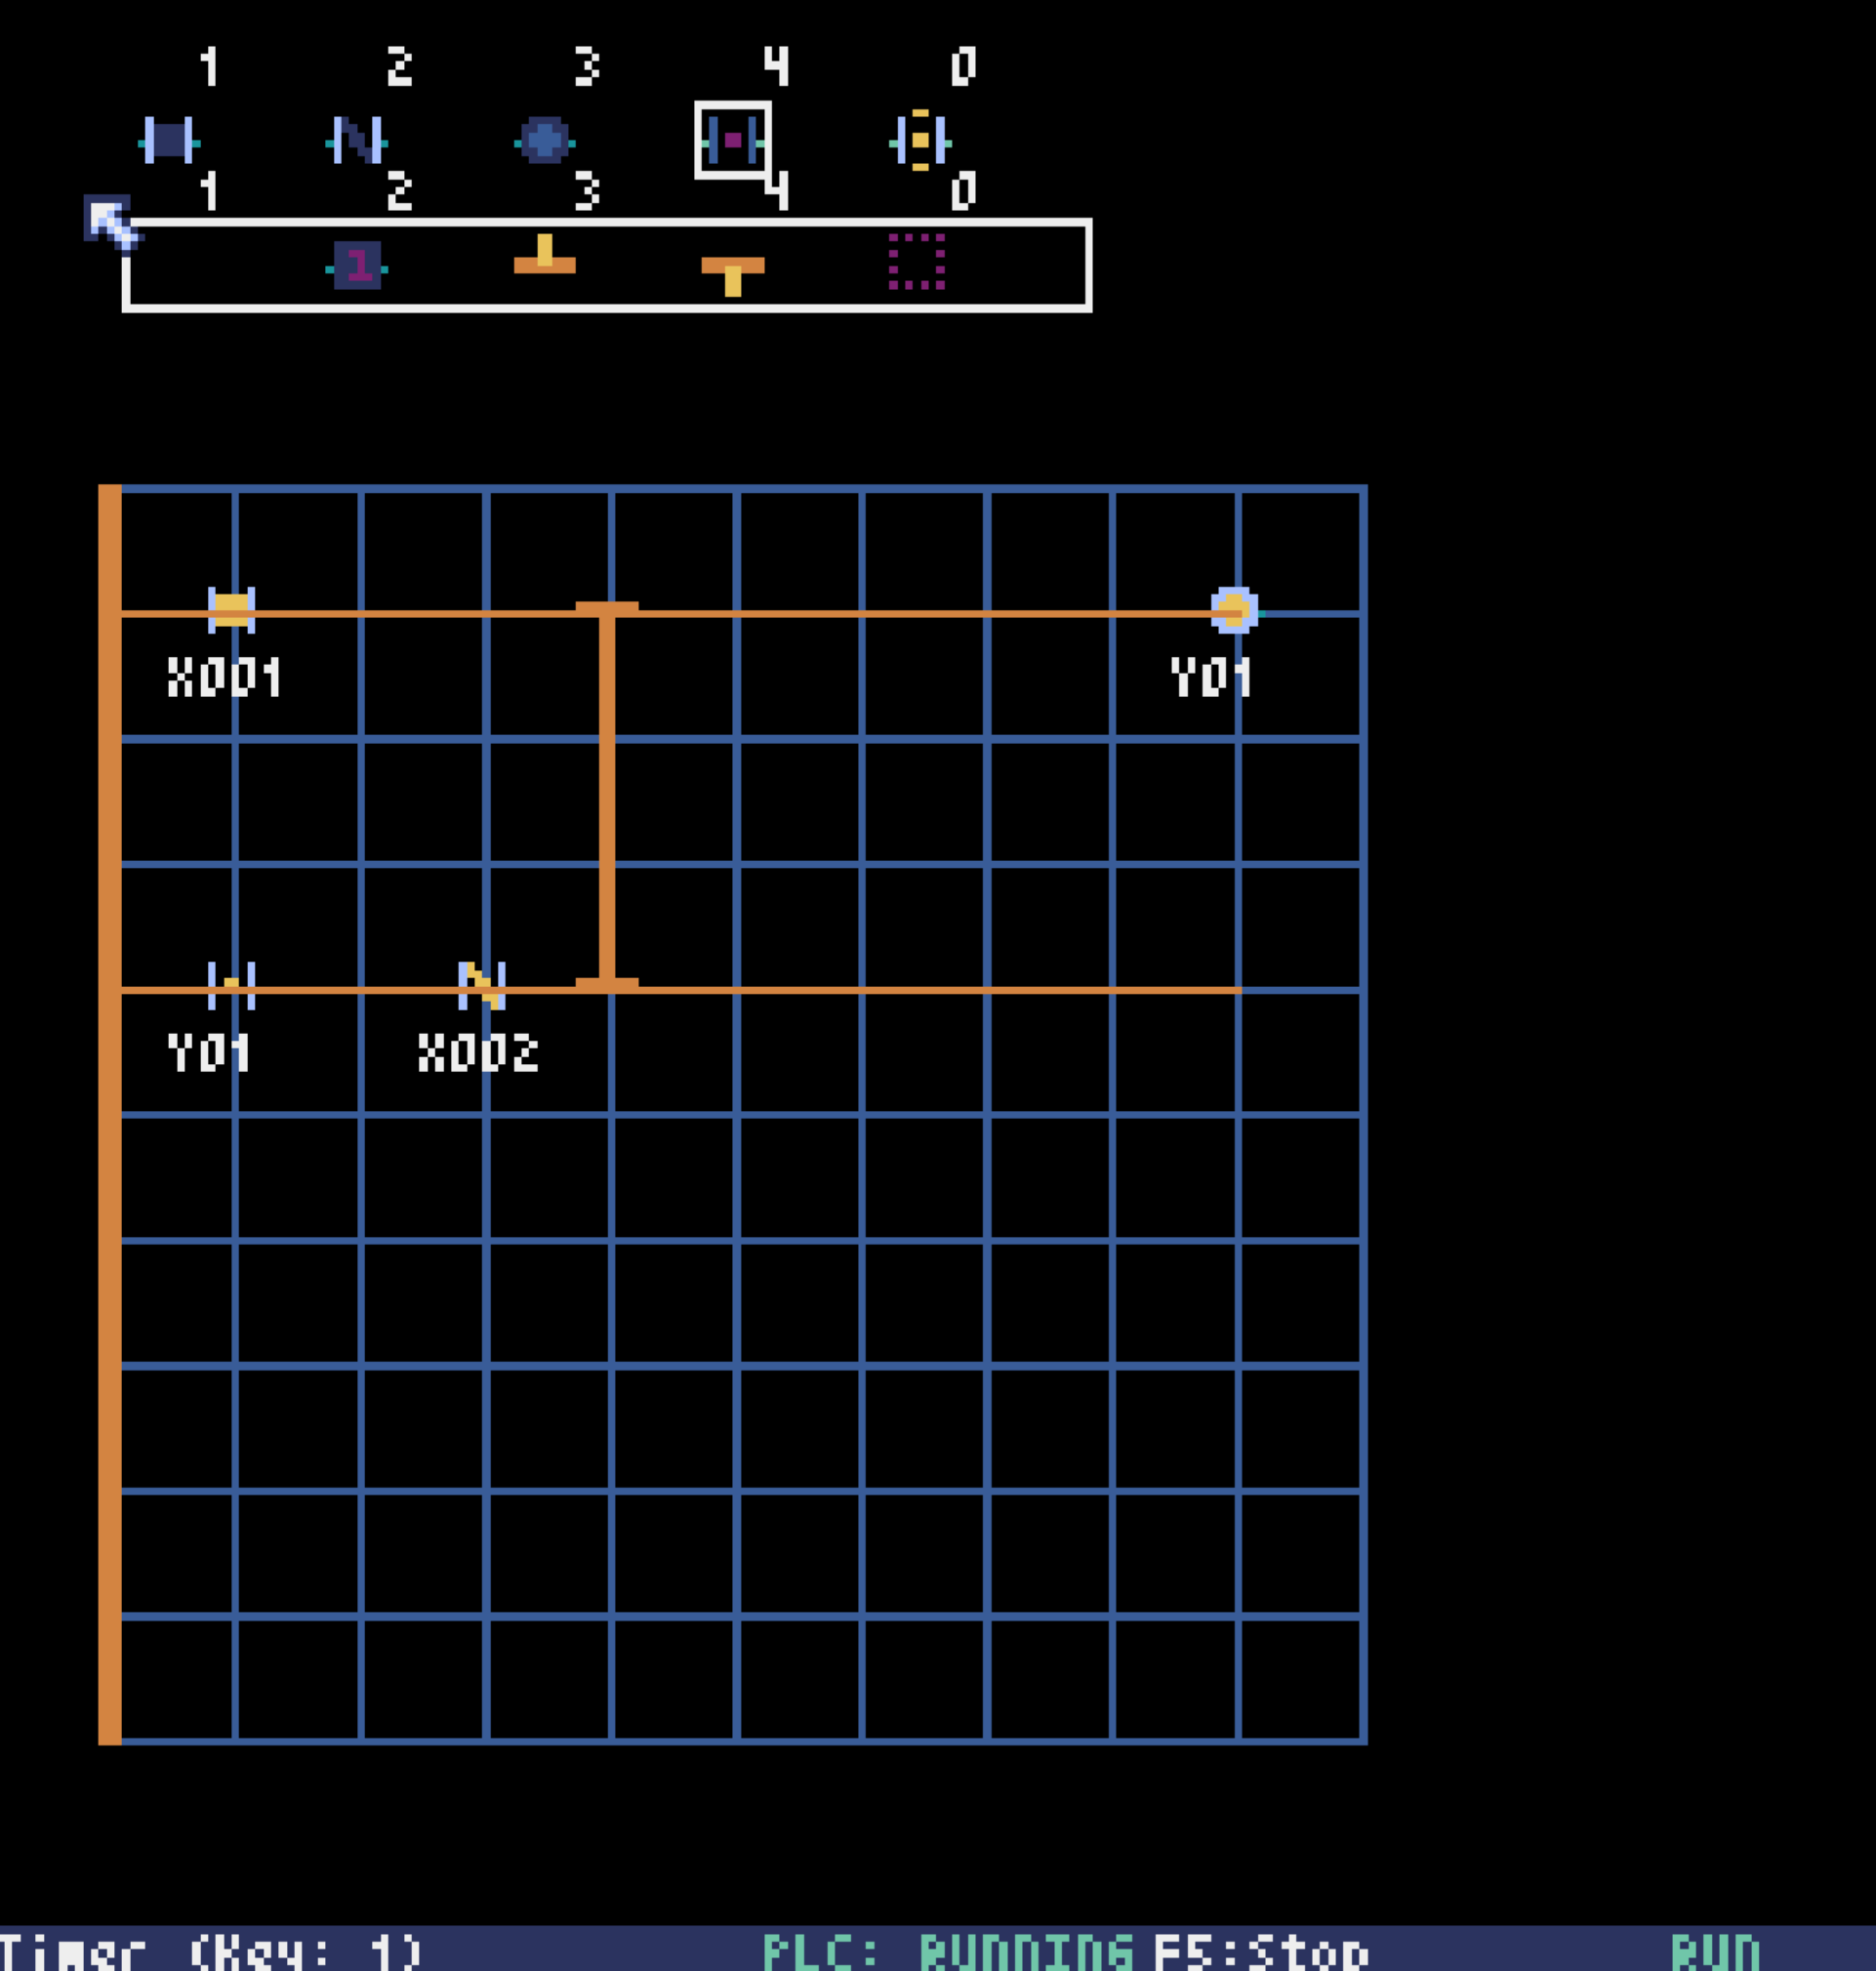 1 2 3 4 0
1 2 3 4 0
1
X001 Y01
Y01 X002
Timer (Key: 1) PLC: RUNNING F5:Stop RUN